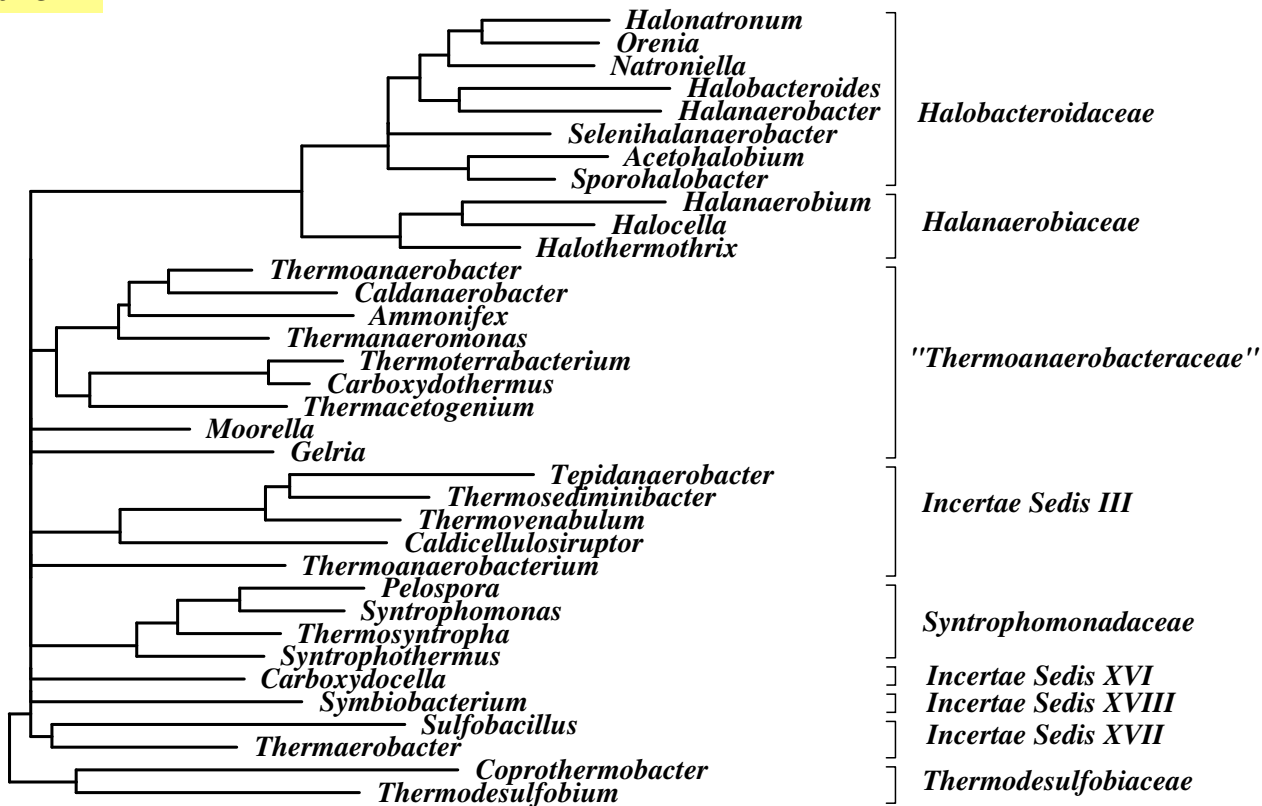 Halonatronum
Orenia
Natroniella
Halobacteroides
Halanaerobacter
Halobacteroidaceae
Selenihalanaerobacter
Acetohalobium
Sporohalobacter
Halanaerobium
Halocella
Halanaerobiaceae
Halothermothrix
Thermoanaerobacter
Caldanaerobacter
Ammonifex
Thermanaeromonas
Thermoterrabacterium
"Thermoanaerobacteraceae"
Carboxydothermus
Thermacetogenium
Moorella
Gelria
Tepidanaerobacter
Thermosediminibacter
Incertae Sedis III
Thermovenabulum
Caldicellulosiruptor
Thermoanaerobacterium
Pelospora
Syntrophomonas
Syntrophomonadaceae
Thermosyntropha
Syntrophothermus
Carboxydocella
Incertae Sedis XVI
Symbiobacterium
Incertae Sedis XVIII
Sulfobacillus
Incertae Sedis XVII
Thermaerobacter
Coprothermobacter
Thermodesulfobiaceae
Thermodesulfobium